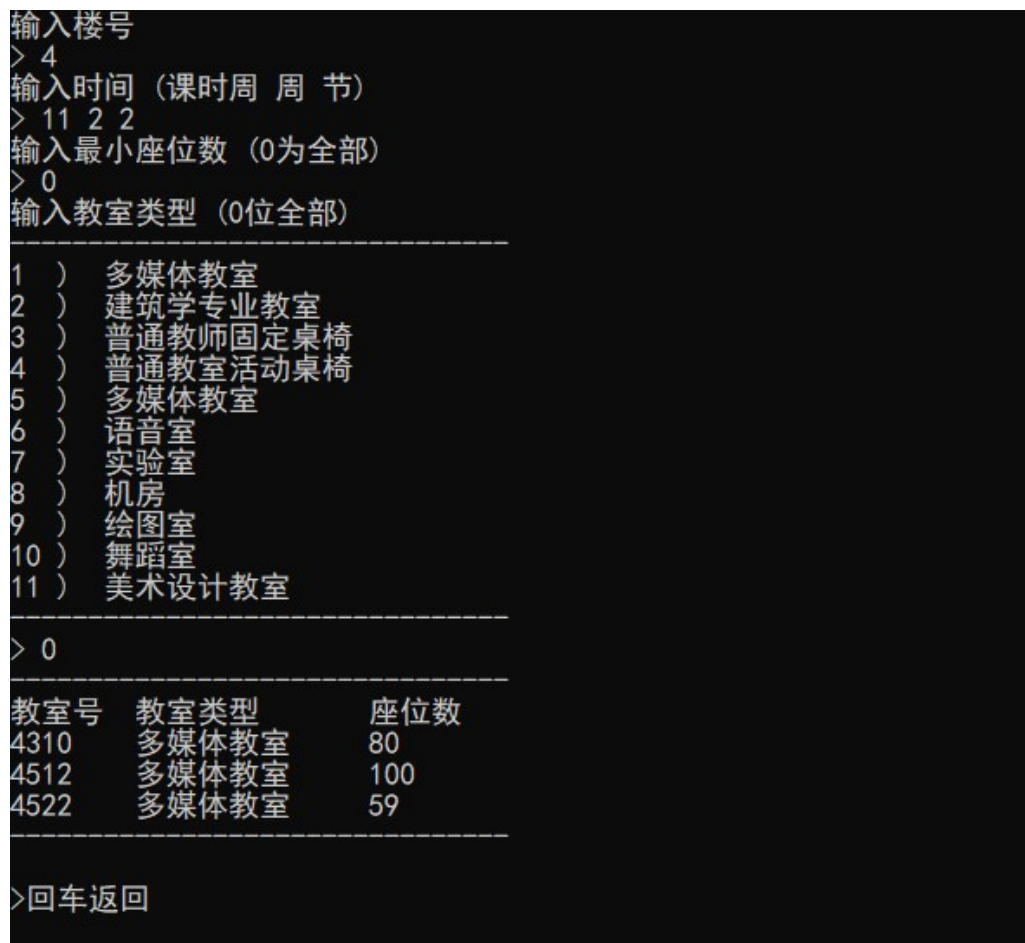 输入楼号
> 4
输入时间 (课时周 周 节)
> 11 2 2
输入最小座位数 (0为全部)
> 0
输入教室类型 (0位全部)
--------------------------------
1  )  多媒体教室
2  )  建筑学专业教室
3  )  普通教师固定桌椅
4  )  普通教室活动桌椅
5  )  多媒体教室
6  )  语音室
7  )  实验室
8  )  机房
9  )  绘图室
10 )  舞蹈室
11 )  美术设计教室
--------------------------------
> 0
--------------------------------
教室号  教室类型       座位数
4310    多媒体教室     80
4512    多媒体教室     100
4522    多媒体教室     59
--------------------------------
>回车返回